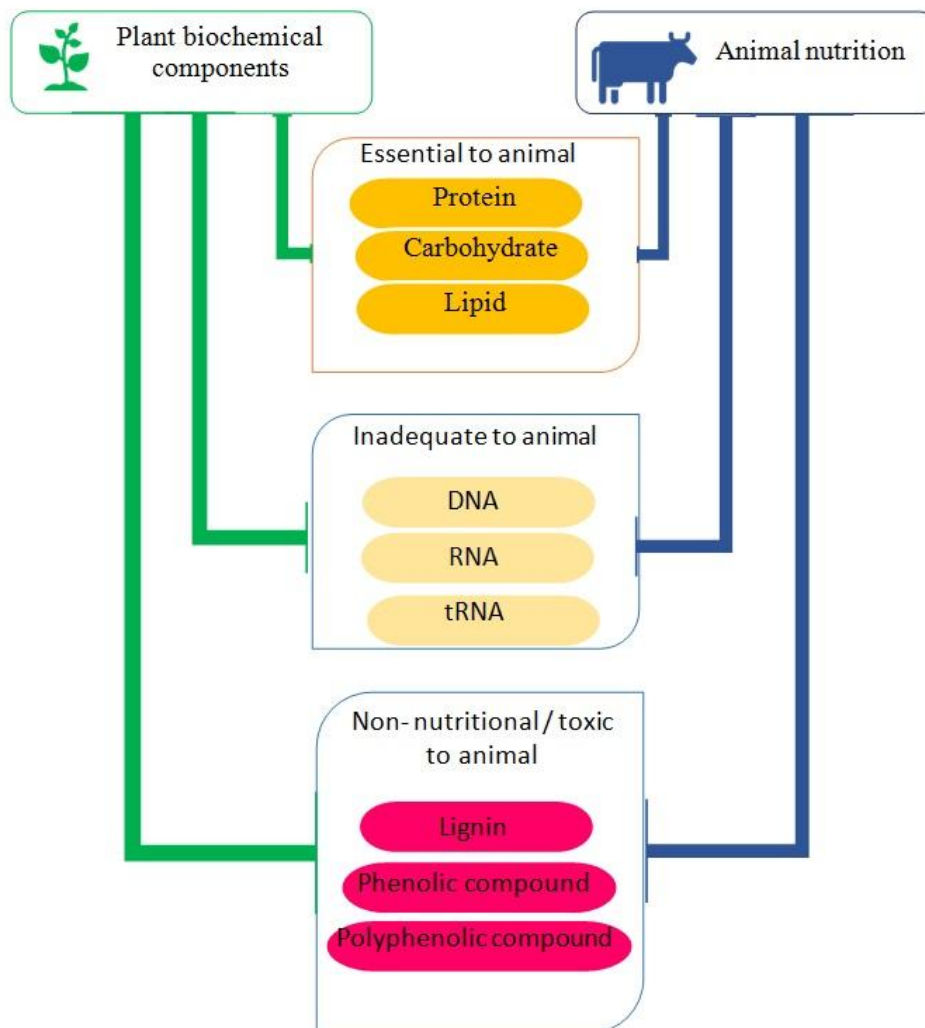 Plant biochemical
components
Animal nutrition
Essential to animal
Protein
Carbohydrate
Lipid
Inadequate to animal
DNA
RNA
tRNA
Non- nutritional / toxic
to animal
Lignin
Phenolic compound
Polyphenolic compound